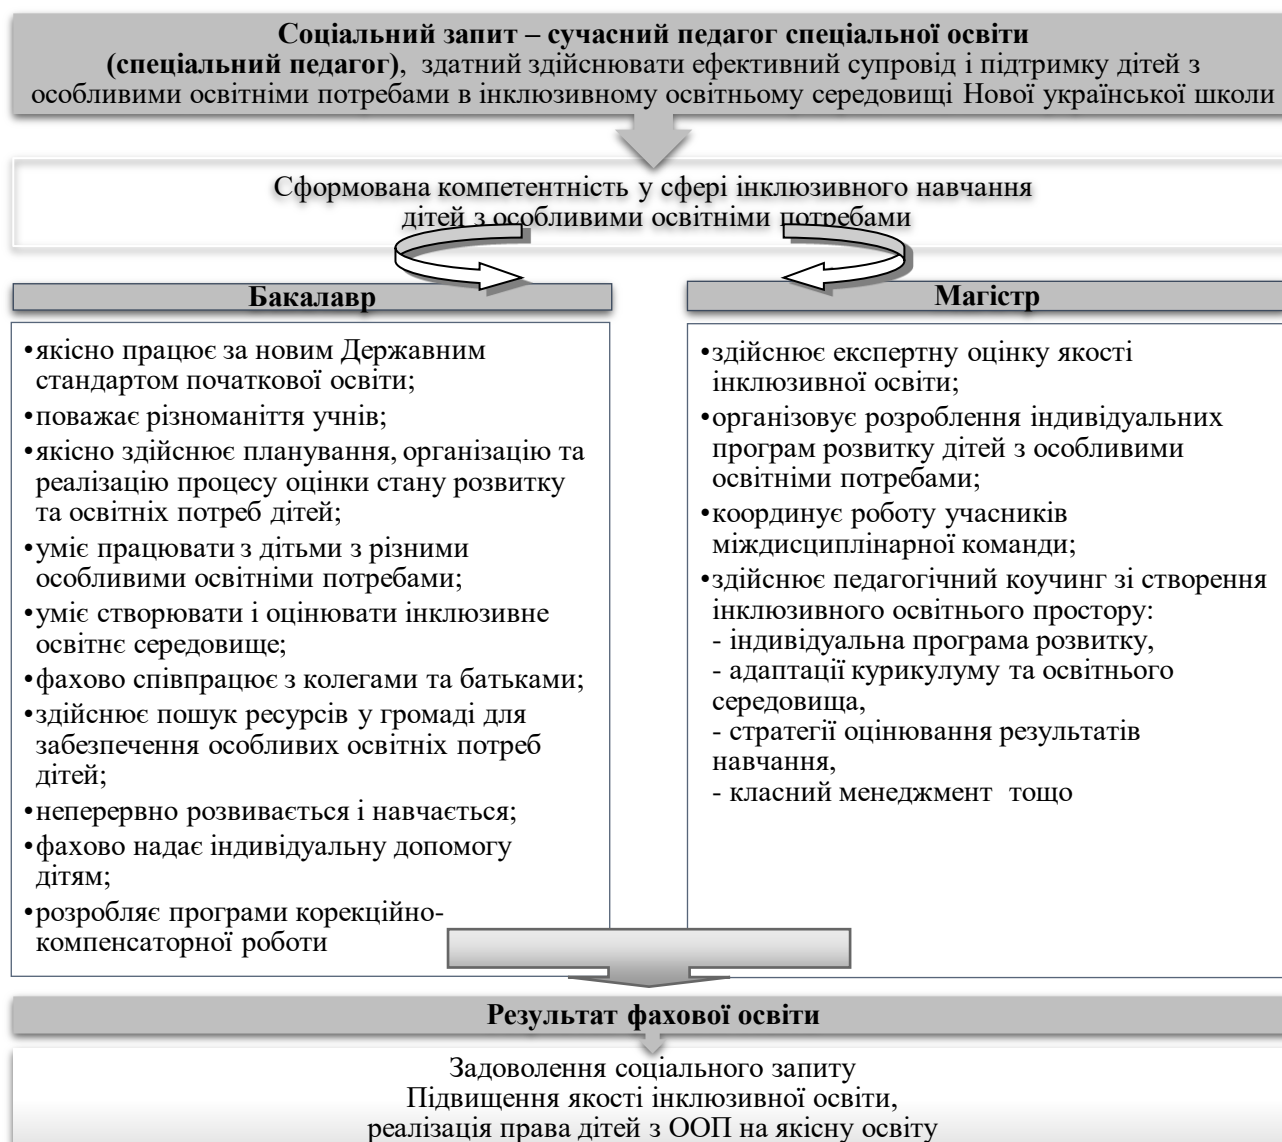 Соціальний запит – сучасний педагог спеціальної освіти
(спеціальний педагог), здатний здійснювати ефективний супровід і підтримку дітей з
особливими освітніми потребами в інклюзивному освітньому середовищі Нової української школи
Сформована компетентність у сфері інклюзивного навчання
дітей з особливими освітніми потребами
Бакалавр
•якісно працює за новим Державним
стандартом початкової освіти;
•поважає різноманіття учнів;
•якісно здійснює планування, організацію та
реалізацію процесу оцінки стану розвитку
та освітніх потреб дітей;
•уміє працювати з дітьми з різними
особливими освітніми потребами;
•уміє створювати і оцінювати інклюзивне
освітнє середовище;
•фахово співпрацює з колегами та батьками;
•здійснює пошук ресурсів у громаді для
забезпечення особливих освітніх потреб
дітей;
•неперервно розвивається і навчається;
•фахово надає індивідуальну допомогу
дітям;
•розробляє програми корекційно-
компенсаторної роботи
Магістр
•здійснює експертну оцінку якості
інклюзивної освіти;
•організовує розроблення індивідуальних
програм розвитку дітей з особливими
освітніми потребами;
•координує роботу учасників
міждисциплінарної команди;
•здійснює педагогічний коучинг зі створення
інклюзивного освітнього простору:
- індивідуальна програма розвитку,
- адаптації курикулуму та освітнього
середовища,
- стратегії оцінювання результатів
навчання,
- класний менеджмент тощо
Результат фахової освіти
Задоволення соціального запиту
Підвищення якості інклюзивної освіти,
реалізація права дітей з ООП на якісну освіту